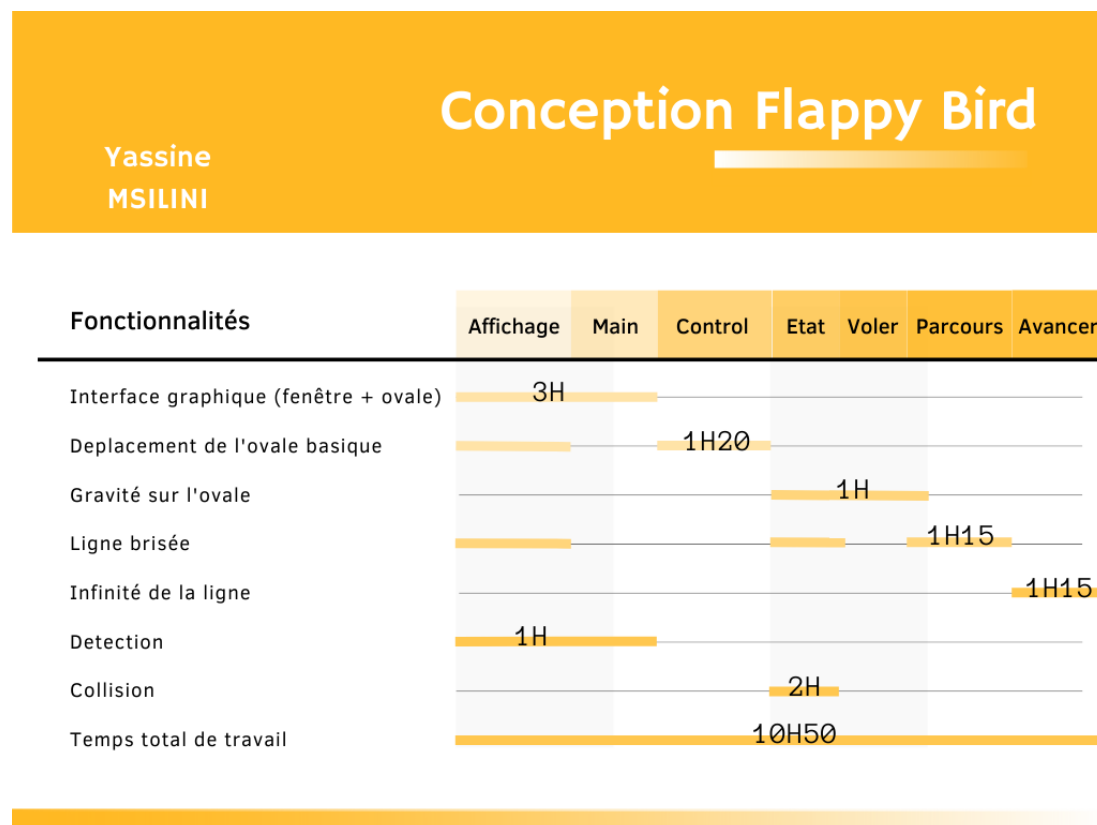 Conception Flappy Bird
Yassine
MSILINI
Fonctionnalités Affichage Main Control Etat Voler Parcours Avancer
Interface graphique (fenêtre + ovale) 3H
Deplacement de l'ovale basique 1H20
Gravité sur l'ovale 1H
Ligne brisée 1H15
Infinité de la ligne 1H15
Detection 1H
Collision 2H
Temps total de travail 10H50